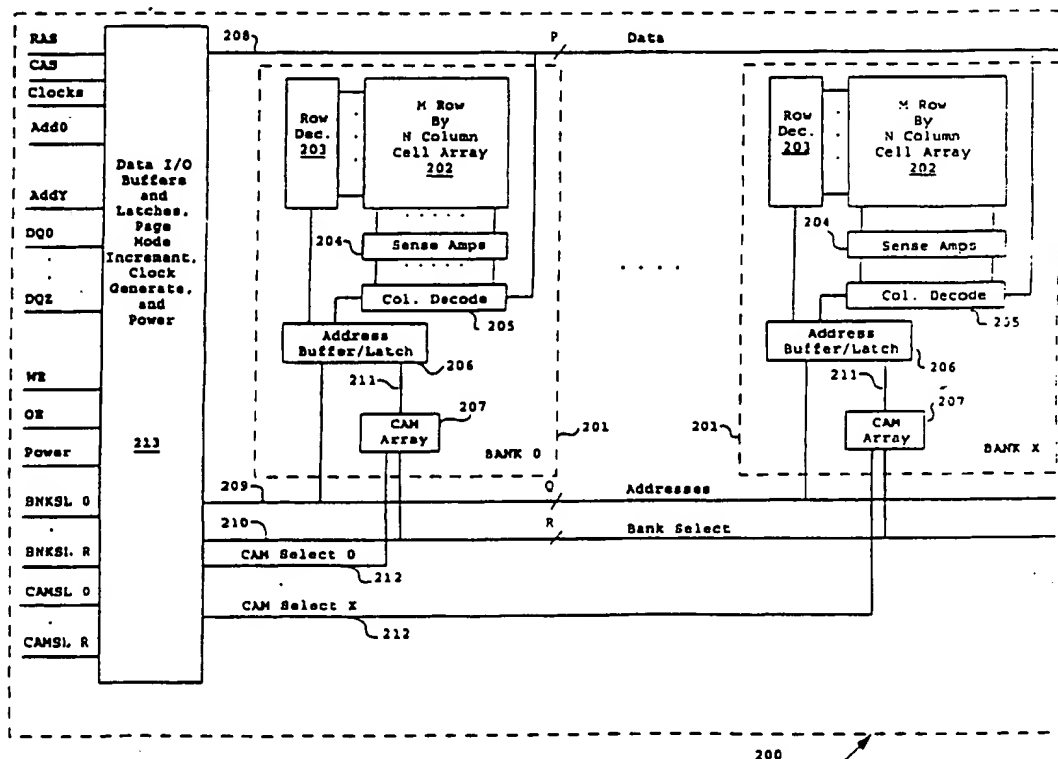 RAS
CAS
Clocks
Add0
AddY
DQ0
DQZ
WE
OE
Power
BNKSL 0
BNKSL R
CAMSL 0
CAMSL R
Data I/O
Buffers
and
Latches,
Page
Mode
Increment,
Clock
Generate,
and
Power
213
208
P
Data
Row
Dec.
203
M Row
By
N Column
Cell Array
202
204
Sense Amps
Col. Decode
205
Address
Buffer/Latch
206
211
207
CAM
Array
201
BANK 0
Row
Dec.
203
M Row
By
N Column
Cell Array
202
204
Sense Amps
Col. Decode
205
Address
Buffer/Latch
206
211
207
CAM
Array
201
BANK X
209
Q
Addresses
210
R
Bank Select
CAM Select 0
212
CAM Select X
212
200